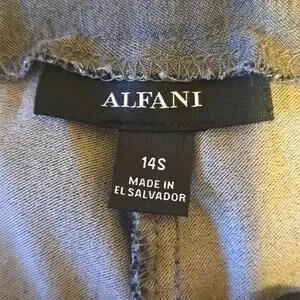 ALFANI
14S
MADE IN
EL SALVADOR